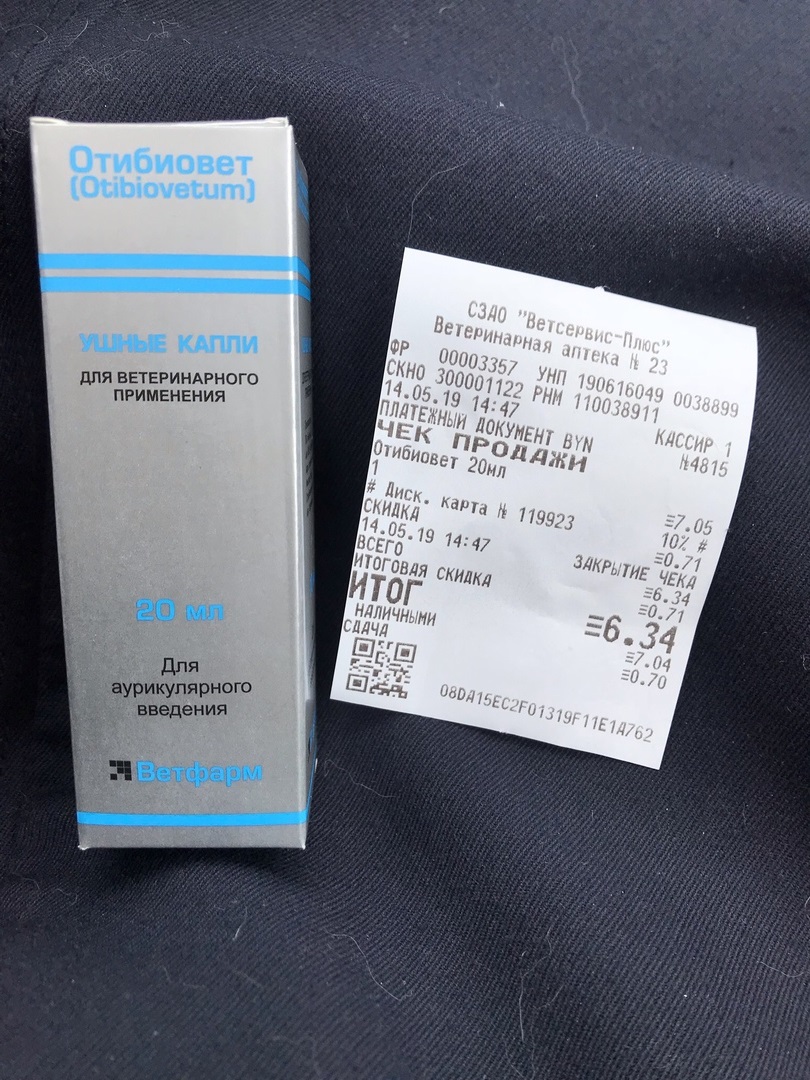 Отибиовет
(Otibiovetum)
УШНЫЕ КАПЛИ
ДЛЯ ВЕТЕРИНАРНОГО
ПРИМЕНЕНИЯ
20 мл
Для
аурикулярного
введения
Ветфарм
СЗАО "Ветсервис-Плюс"
Ветеринарная аптека № 23
ФР 00003357 УНП 190616049 0038899
СКНО 300001122 РНМ 110038911
14.05.19 14:47 КАССИР 1
ПЛАТЕЖНЫЙ ДОКУМЕНТ BYN №4815
ЧЕК ПРОДАЖИ
Отибиовет 20мл
1 ≡7.05
# Диск. карта № 119923 10% #
СКИДКА ≡0.71
14.05.19 14:47 ЗАКРЫТИЕ ЧЕКА
ВСЕГО ≡6.34
ИТОГОВАЯ СКИДКА ≡0.71
ИТОГ ≡6.34
НАЛИЧНЫМИ ≡7.04
СДАЧА ≡0.70
08DA15EC2F01319F11E1A762